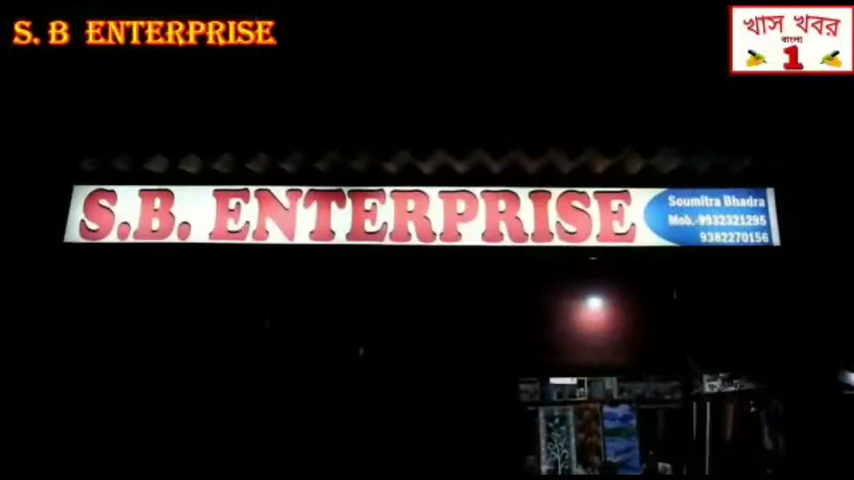 S. B ENTERPRISE
খাস খবর
বাংলা
1
S.B. ENTERPRISE
Soumitra Bhadra
Mob.-9932321295
9382270156